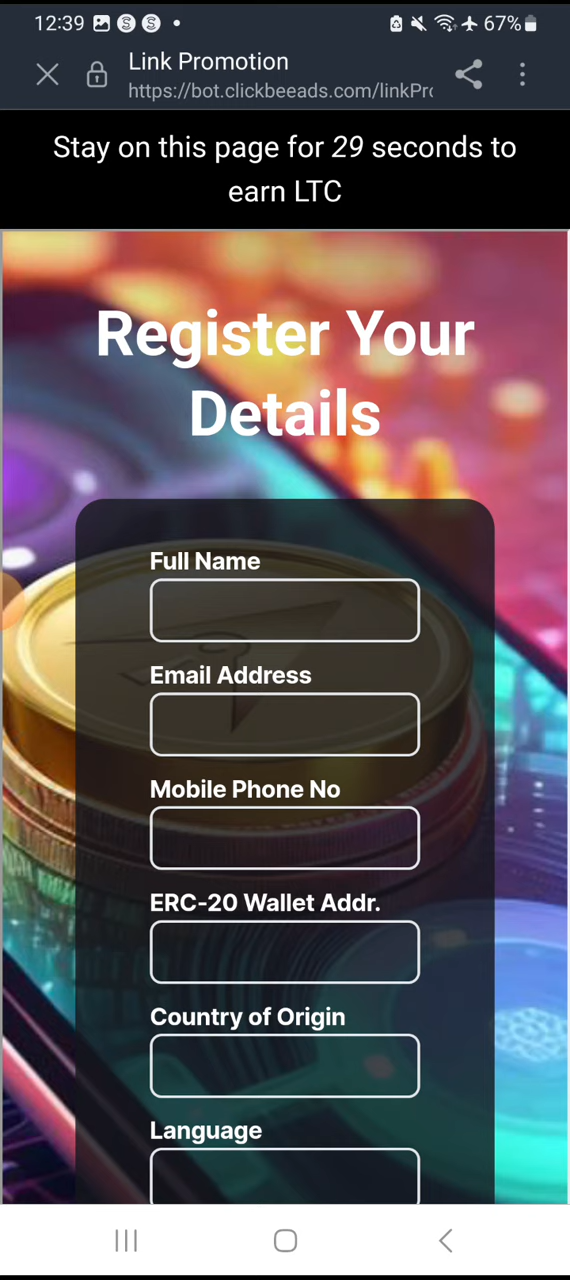 12:39
67%
Link Promotion
https://bot.clickbeeads.com/linkPr
Stay on this page for 29 seconds to
earn LTC
Register Your
Details
Full Name
Email Address
Mobile Phone No
ERC-20 Wallet Addr.
Country of Origin
Language